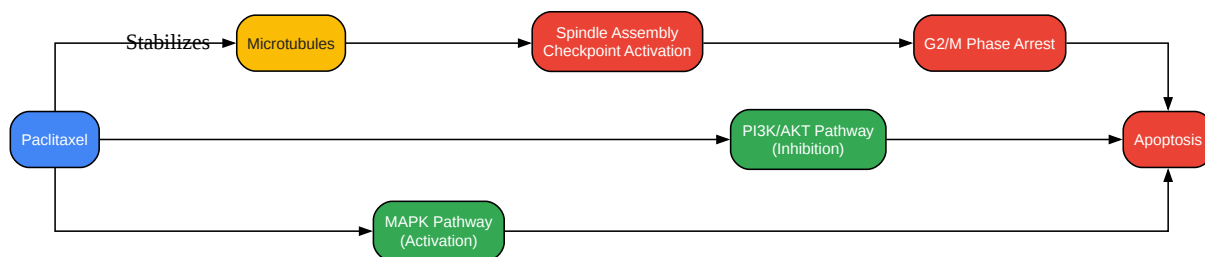 Stabilizes
Microtubules
Spindle Assembly
Checkpoint Activation
G2/M Phase Arrest
Paclitaxel
PI3K/AKT Pathway
(Inhibition)
Apoptosis
MAPK Pathway
(Activation)